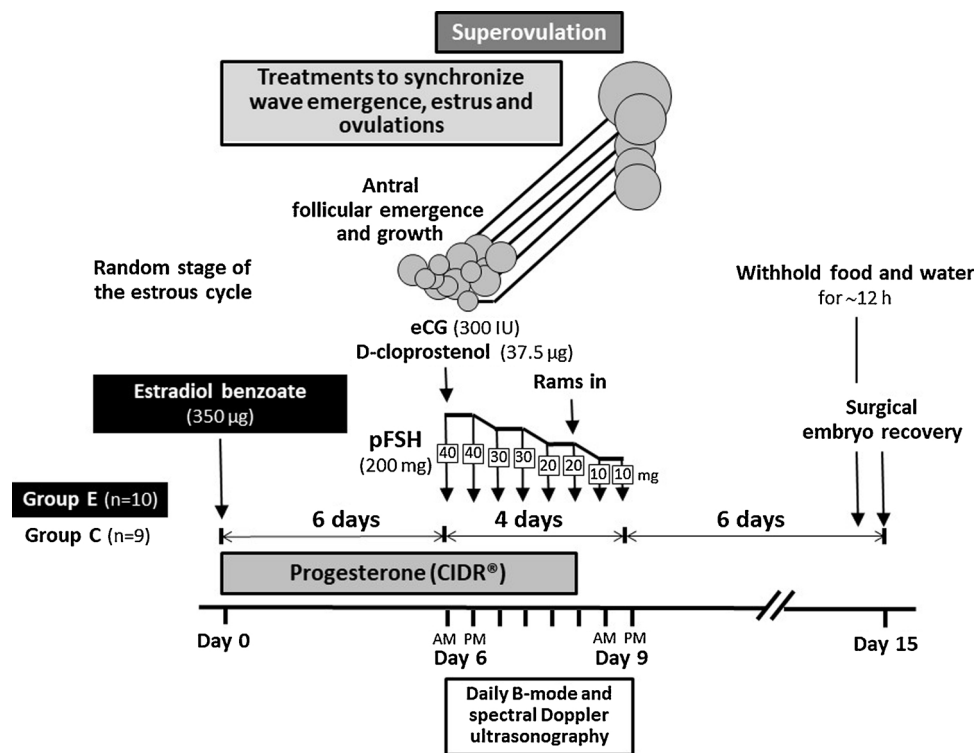 Superovulation
Treatments to synchronize
wave emergence, estrus and
ovulations
Antral
follicular emergence
and growth
Random stage of
the estrous cycle
Withhold food and water
for ~12 h
eCG (300 IU)
D-cloprostenol (37.5 µg)
Rams in
Estradiol benzoate
(350 µg)
Surgical
embryo recovery
pFSH
(200 mg)
40 40 30 30 20 20 10 10 mg
Group E (n=10)
Group C (n=9)
6 days 4 days 6 days
Progesterone (CIDR®)
AM PM AM PM
Day 0 Day 6 Day 9 Day 15
Daily B-mode and
spectral Doppler
ultrasonography